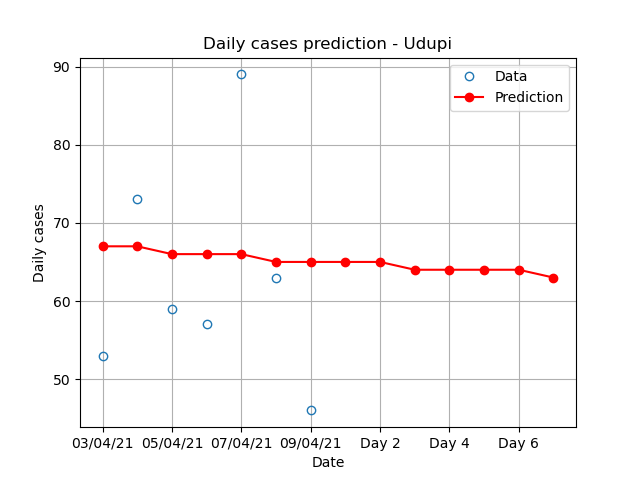 Daily cases prediction - Udupi
Data
Prediction
90
80
70
60
50
Daily cases
03/04/21 05/04/21 07/04/21 09/04/21 Day 2 Day 4 Day 6
Date